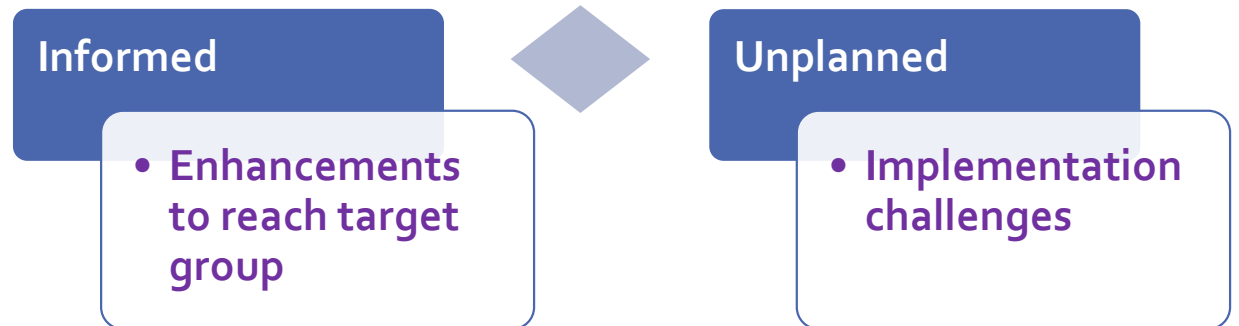 Informed
• Enhancements
to reach target
group
Unplanned
• Implementation
challenges